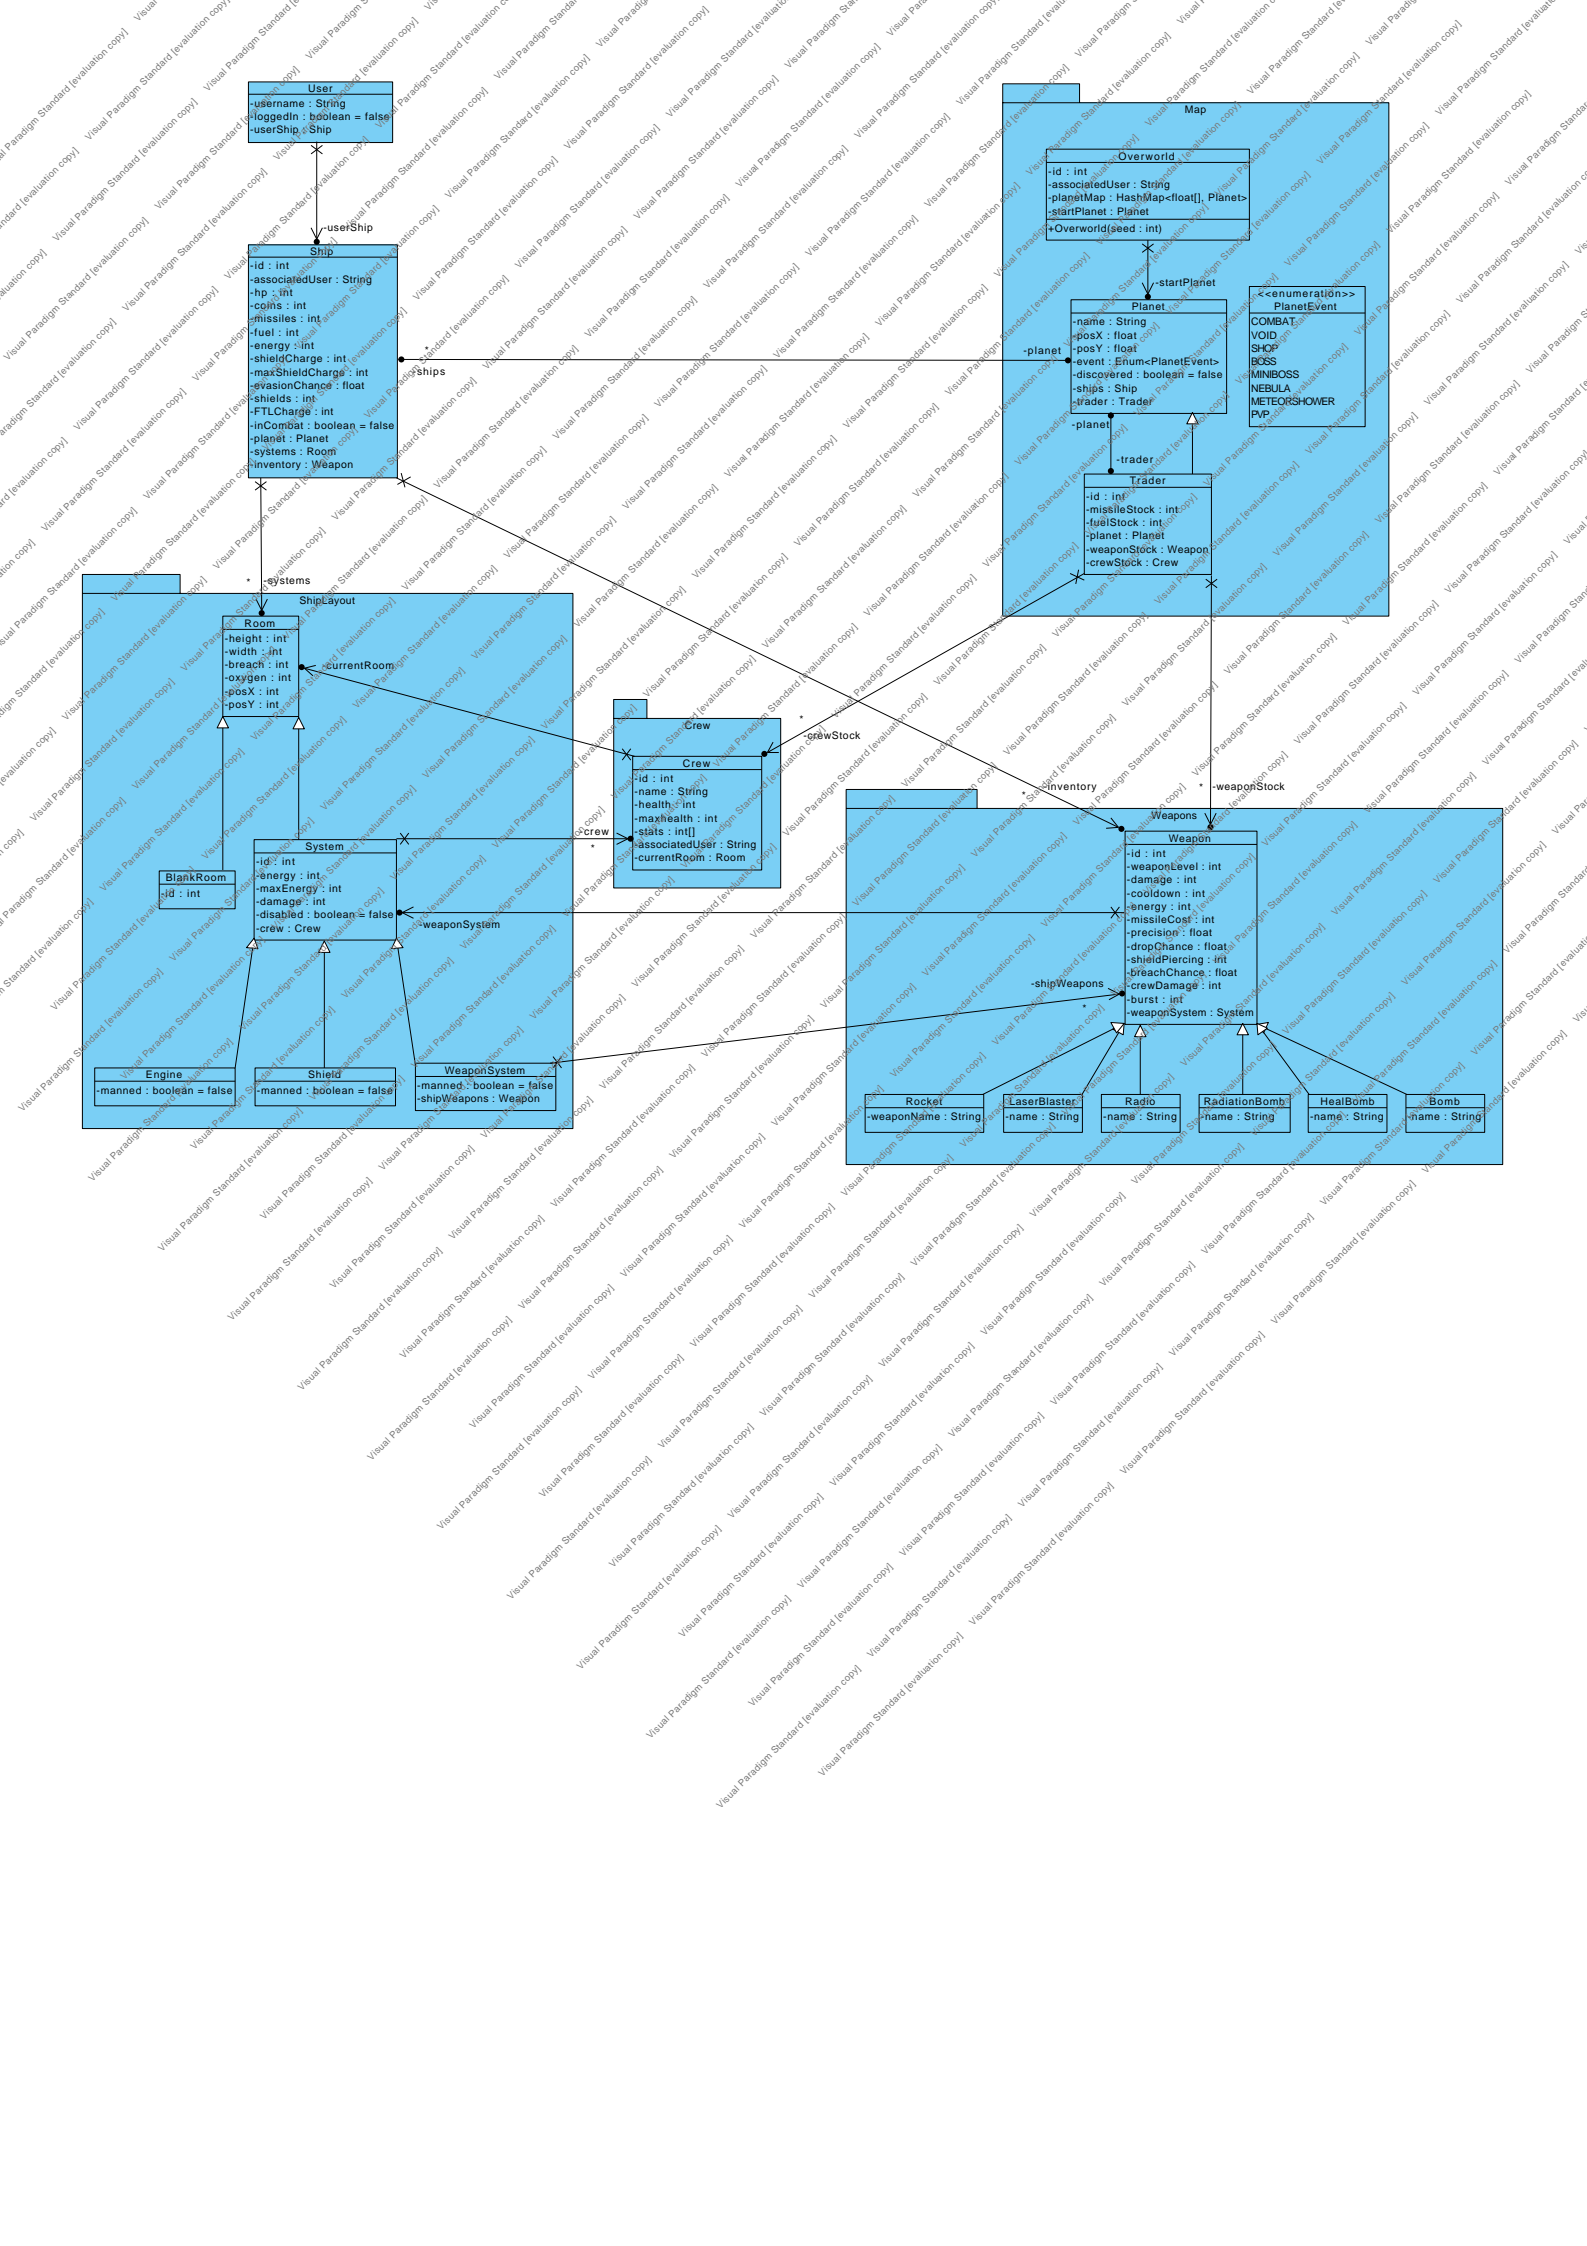 User
-username : String
-loggedIn : boolean = false
-userShip : Ship
-userShip
Ship
-id : int
-associatedUser : String
-hp : int
-coins : int
-missiles : int
-fuel : int
-energy : int
-shieldCharge : int
-maxShieldCharge : int
-evasionChance : float
-shields : int
-FTLCharge : int
-inCombat : boolean = false
-planet : Planet
-systems : Room
-inventory : Weapon
*
-ships
-planet
Map
Overworld
-id : int
-associatedUser : String
-planetMap : HashMap<float[], Planet>
-startPlanet : Planet
+Overworld(seed : int)
-startPlanet
Planet
-name : String
-posX : float
-posY : float
-event : Enum<PlanetEvent>
-discovered : boolean = false
-ships : Ship
-trader : Trader
<<enumeration>>
PlanetEvent
COMBAT
VOID
SHOP
BOSS
MINIBOSS
NEBULA
METEORSHOWER
PVP
-planet
-trader
Trader
-id : int
-missileStock : int
-fuelStock : int
-planet : Planet
-weaponStock : Weapon
-crewStock : Crew
* -systems
ShipLayout
Room
-height : int
-width : int
-breach : int
-oxygen : int
-posX : int
-posY : int
-currentRoom
BlankRoom
-id : int
System
-id : int
-energy : int
-maxEnergy : int
-damage : int
-disabled : boolean = false
-crew : Crew
-crew
*
-weaponSystem
Engine
-manned : boolean = false
Shield
-manned : boolean = false
WeaponSystem
-manned : boolean = false
-shipWeapons : Weapon
Crew
Crew
-id : int
-name : String
-health : int
-maxhealth : int
-stats : int[]
-associatedUser : String
-currentRoom : Room
*
-crewStock
-inventory
*
* -weaponStock
Weapons
Weapon
-id : int
-weaponLevel : int
-damage : int
-cooldown : int
-energy : int
-missileCost : int
-precision : float
-dropChance : float
-shieldPiercing : int
-breachChance : float
-crewDamage : int
-burst : int
-weaponSystem : System
-shipWeapons
*
Rocket
-weaponName : String
LaserBlaster
-name : String
Radio
-name : String
RadiationBomb
-name : String
HealBomb
-name : String
Bomb
-name : String
Visual Paradigm Standard [evaluation copy]